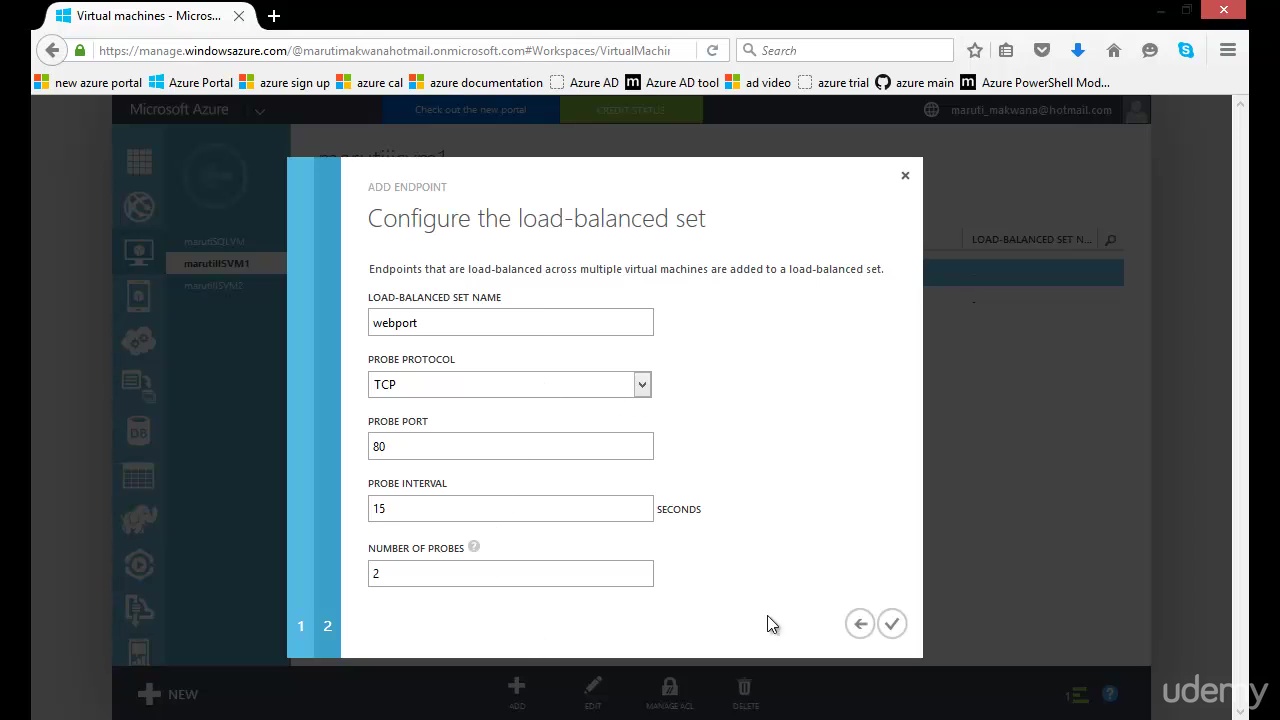 Virtual machines - Micros...
https://manage.windowsazure.com/@marutimakwanahotmail.onmicrosoft.com#Workspaces/VirtualMachin
Search
new azure portal Azure Portal azure sign up azure cal azure documentation Azure AD Azure AD tool ad video azure trial azure main Azure PowerShell Mod...
Microsoft Azure Check out the new portal CREDIT STATUS maruti_makwana@hotmail.com
ADD ENDPOINT
Configure the load-balanced set
LOAD-BALANCED SET N...
marutiSQLVM
marutiIISVM1
marutiIISVM2
Endpoints that are load-balanced across multiple virtual machines are added to a load-balanced set.
LOAD-BALANCED SET NAME
webport
PROBE PROTOCOL
TCP
PROBE PORT
80
PROBE INTERVAL
15 SECONDS
NUMBER OF PROBES ?
2
1 2
NEW ADD EDIT MANAGE ACL DELETE ?
udemy